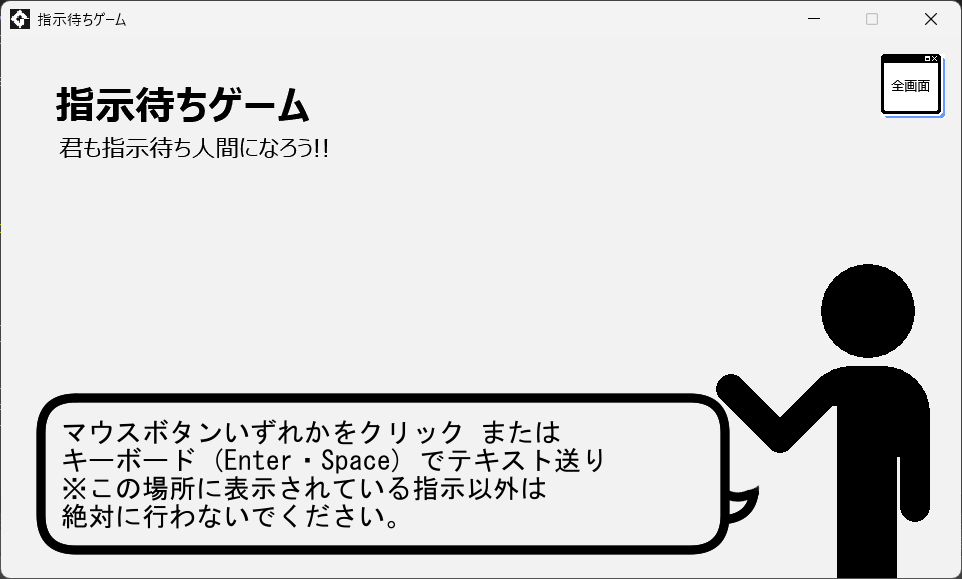 指示待ちゲーム
全画面
指示待ちゲーム
君も指示待ち人間になろう!!
マウスボタンいずれかをクリック または
キーボード (Enter・Space) でテキスト送り
※この場所に表示されている指示以外は
絶対に行わないでください。